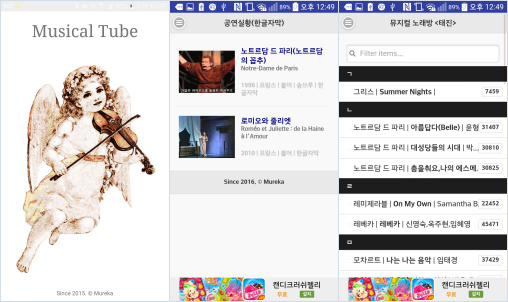 Musical Tube
Since 2015. © Mureka
89% 오후 12:49
공연실황(한글자막)
노트르담 드 파리(노트르담의 꼽추)
Notre-Dame de Paris
1998 | 프랑스 | 불어 | 숲브루 | 한글자막
로미오와 줄리엣
Roméo et Juliette : de la Haine à l'Amour
2010 | 프랑스 | 불어 | 한글자막
Since 2016. © Mureka
캔디크러쉬젤리
무료
설치
89% 오후 12:49
뮤지컬 노래방 <태진>
Filter items...
ㄱ
그리스 | Summer Nights | 7459
ㄴ
노트르담 드 파리 | 아름답다(Belle) | 윤형 31407
노트르담 드 파리 | 대성당들의 시대 | 박... 30810
노트르담 드 파리 | 춤을춰요,나의 에스메. 30825
ㄹ
레미제라블 | On My Own | Samantha B. 22452
레베카 | 레베카 | 신영숙,옥주현,임혜영 45471
ㅁ
모차르트 | 나는 나는 음악 | 임태경 37429
캔디크러쉬젤리
무료
설치